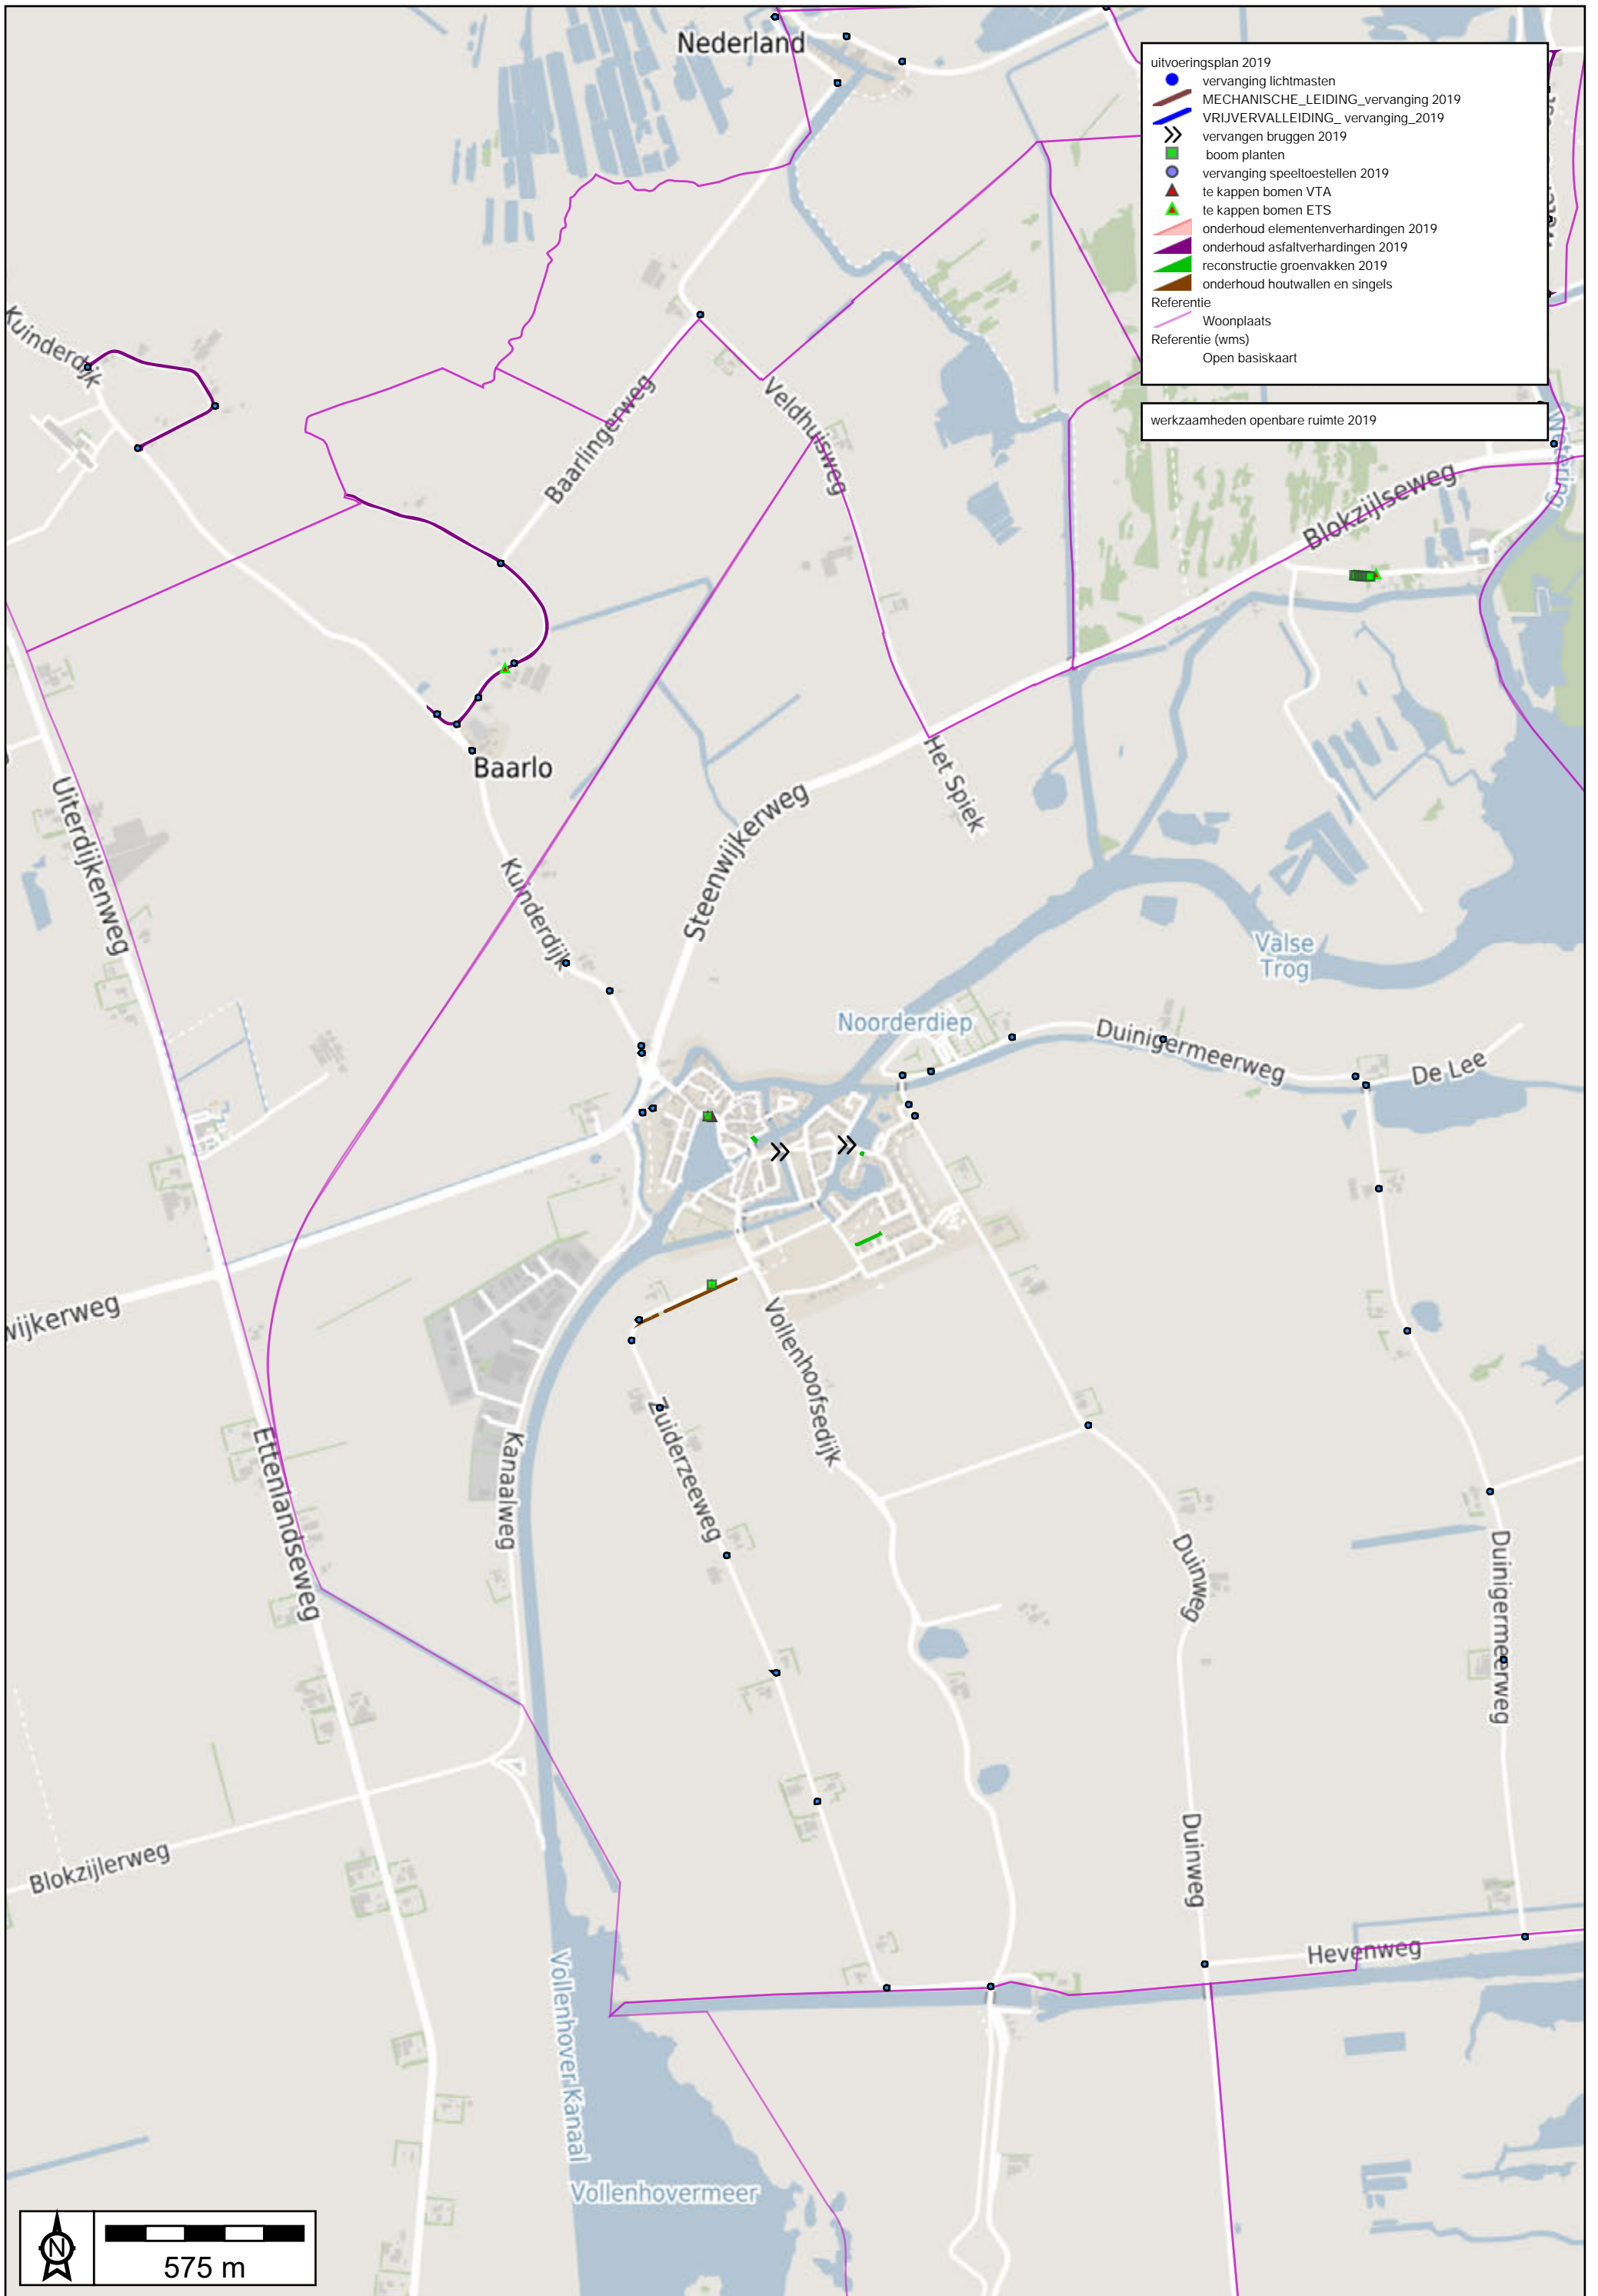 Nederland
uitvoeringsplan 2019
vervanging lichtmasten
MECHANISCHE_LEIDING_vervanging 2019
VRIJVERVALLEIDING_ vervanging_2019
vervangen bruggen 2019
boom planten
vervanging speeltoestellen 2019
te kappen bomen VTA
te kappen bomen ETS
onderhoud elementenverhardingen 2019
onderhoud asfaltverhardingen 2019
reconstructie groenvakken 2019
onderhoud houtwallen en singels
Referentie
Woonplaats
Referentie (wms)
Open basiskaart
werkzaamheden openbare ruimte 2019
Kuinderdijk
Baarlingerweg
Veldhuisweg
Blokzijlseweg
Baarlo
Het Spiek
Uiterdijkenweg
Steenwijkerweg
Kuinderdijk
Valse
Trog
Noorderdiep
Duinigermeerweg
De Lee
wijkerweg
Vollenhoofsedijk
Zuiderzeeweg
Kanaalweg
Ettenlandseweg
Duinweg
Duinigermeerweg
Duinweg
Blokzijlerweg
Hevenweg
Vollenhover Kanaal
Vollenhovermeer
N
575 m